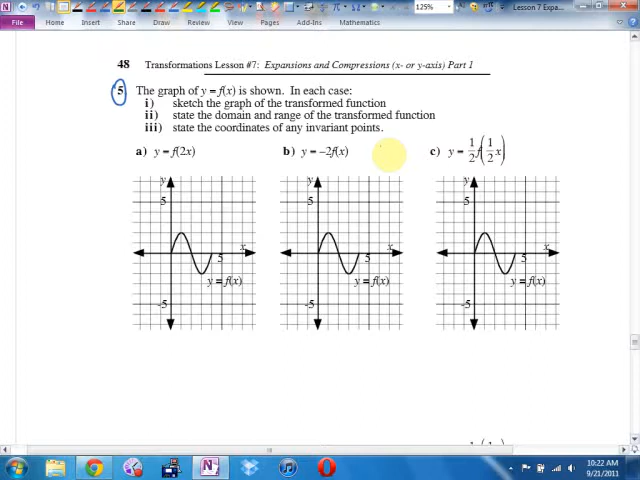 125%
Lesson 7 Expa...
File
Home
Insert
Draw
View
Add-Ins
Mathematics
48 Transformations Lesson #7: Expansions and Compressions (x- or y-axis) Part 1
5 The graph of y = f(x) is shown. In each case:
i) sketch the graph of the transformed function
ii) state the domain and range of the transformed function
iii) state the coordinates of any invariant points.
a) y = f(2x) b) y = –2f(x) c) y = 1/2 f(1/2 x)
y y y
5 5 5
x x x
5 5 5
y = f(x) y = f(x) y = f(x)
-5 -5 -5
10:22 AM
9/21/2011